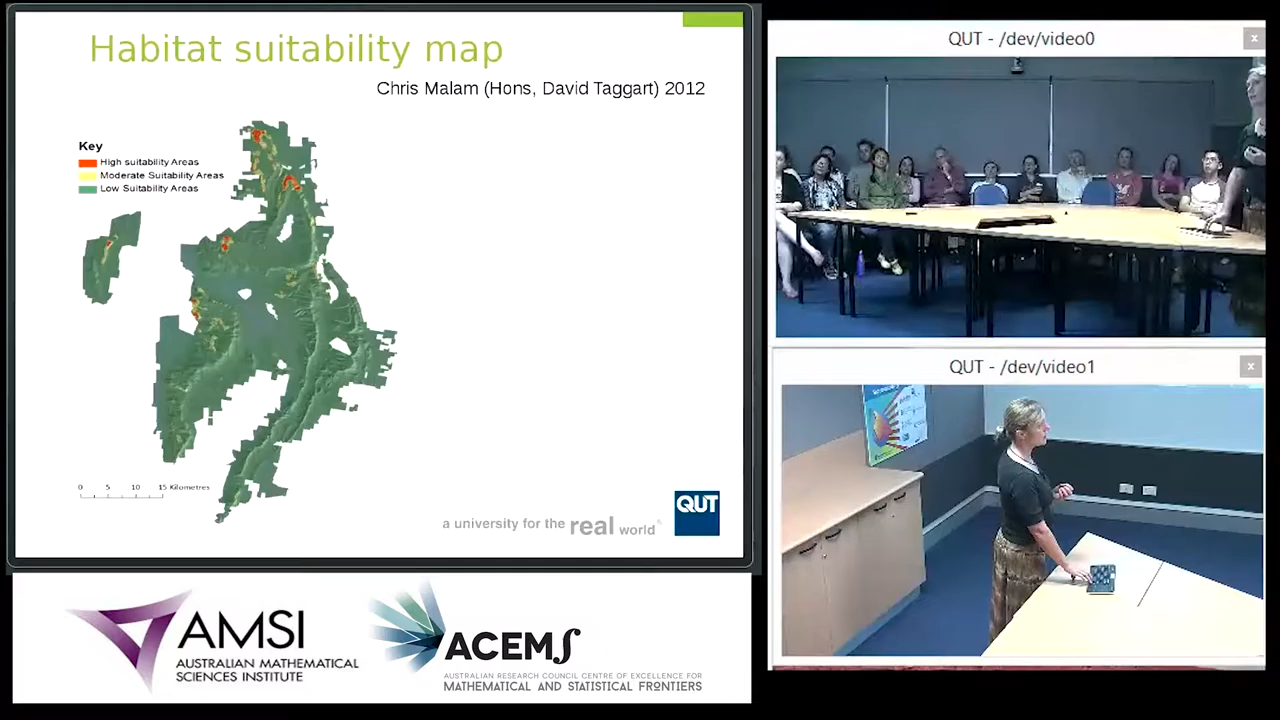 Habitat suitability map
Chris Malam (Hons, David Taggart) 2012
Key
High suitability Areas
Moderate Suitability Areas
Low Suitability Areas
0 5 10 15 Kilometres
a university for the real world
QUT
AMSI
AUSTRALIAN MATHEMATICAL
SCIENCES INSTITUTE
ACEMS
AUSTRALIAN RESEARCH COUNCIL CENTRE OF EXCELLENCE FOR
MATHEMATICAL AND STATISTICAL FRONTIERS
QUT - /dev/video0
x
QUT - /dev/video1
x